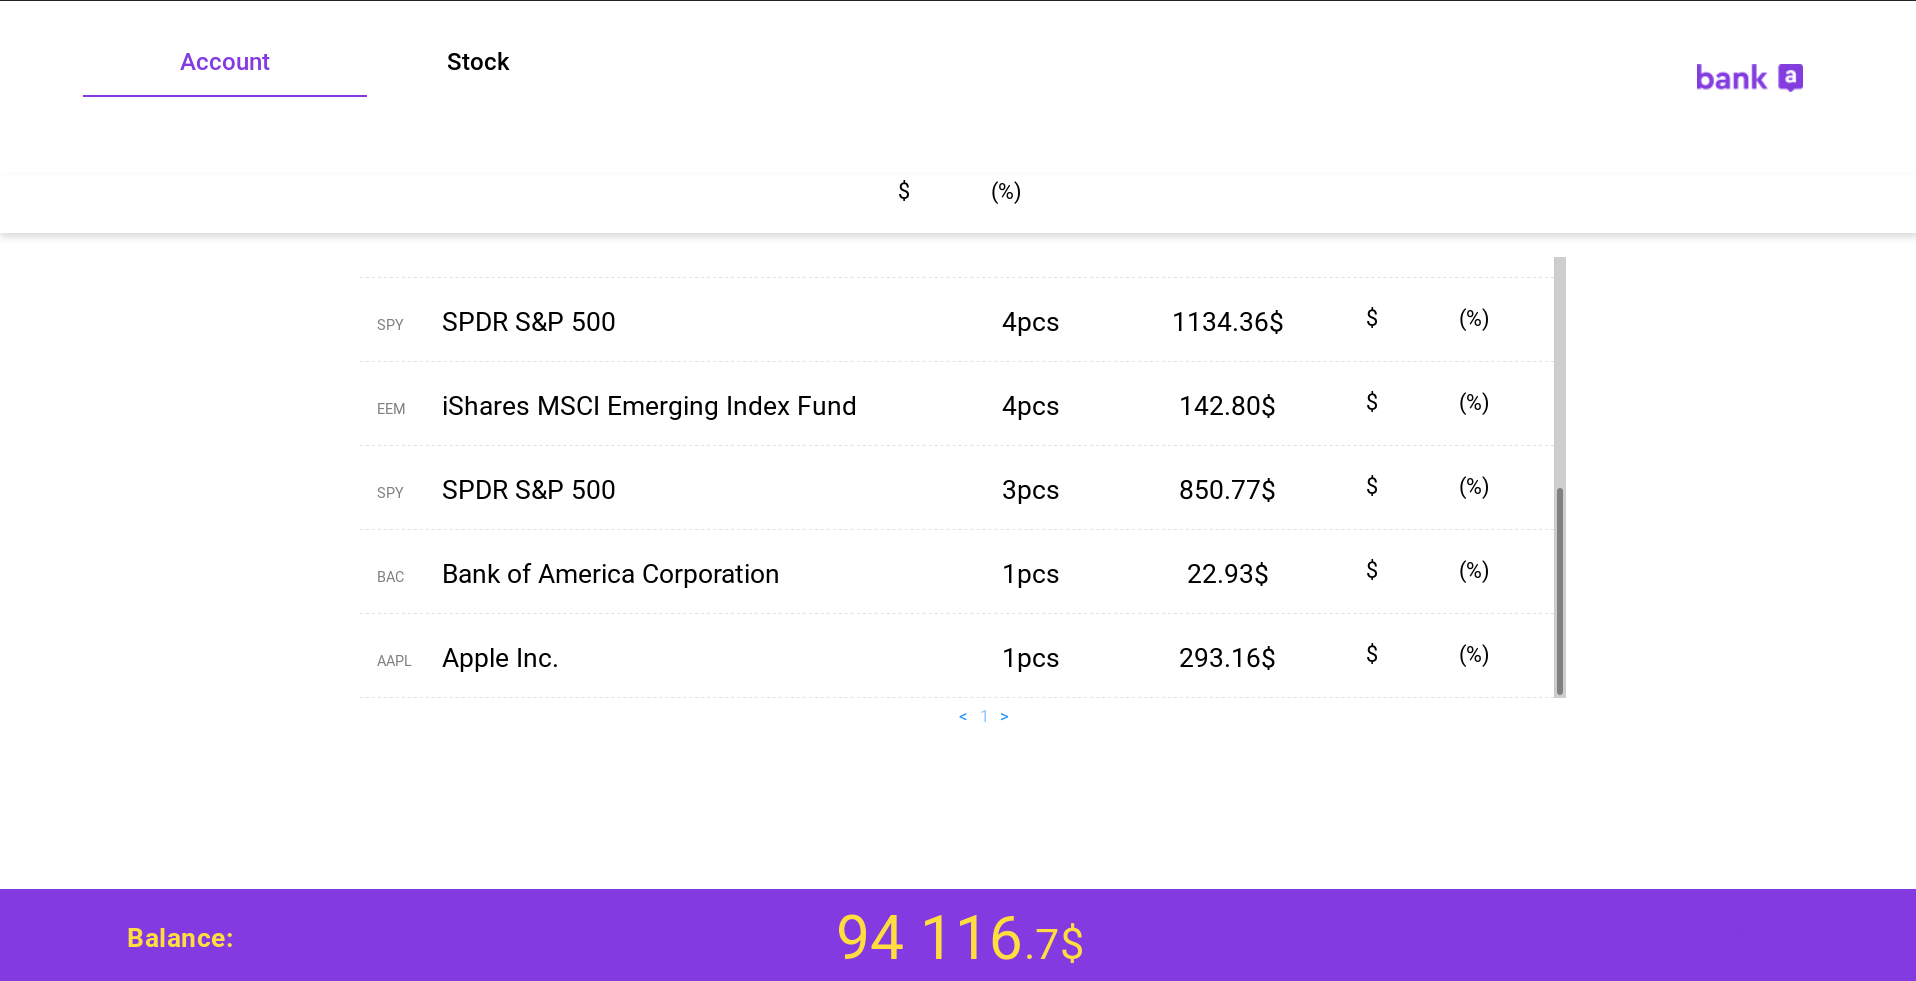 Account Stock bank a
$ (%)
SPY SPDR S&P 500 4pcs 1134.36$ $ (%)
EEM iShares MSCI Emerging Index Fund 4pcs 142.80$ $ (%)
SPY SPDR S&P 500 3pcs 850.77$ $ (%)
BAC Bank of America Corporation 1pcs 22.93$ $ (%)
AAPL Apple Inc. 1pcs 293.16$ $ (%)
< 1 >
Balance: 94 116.7$